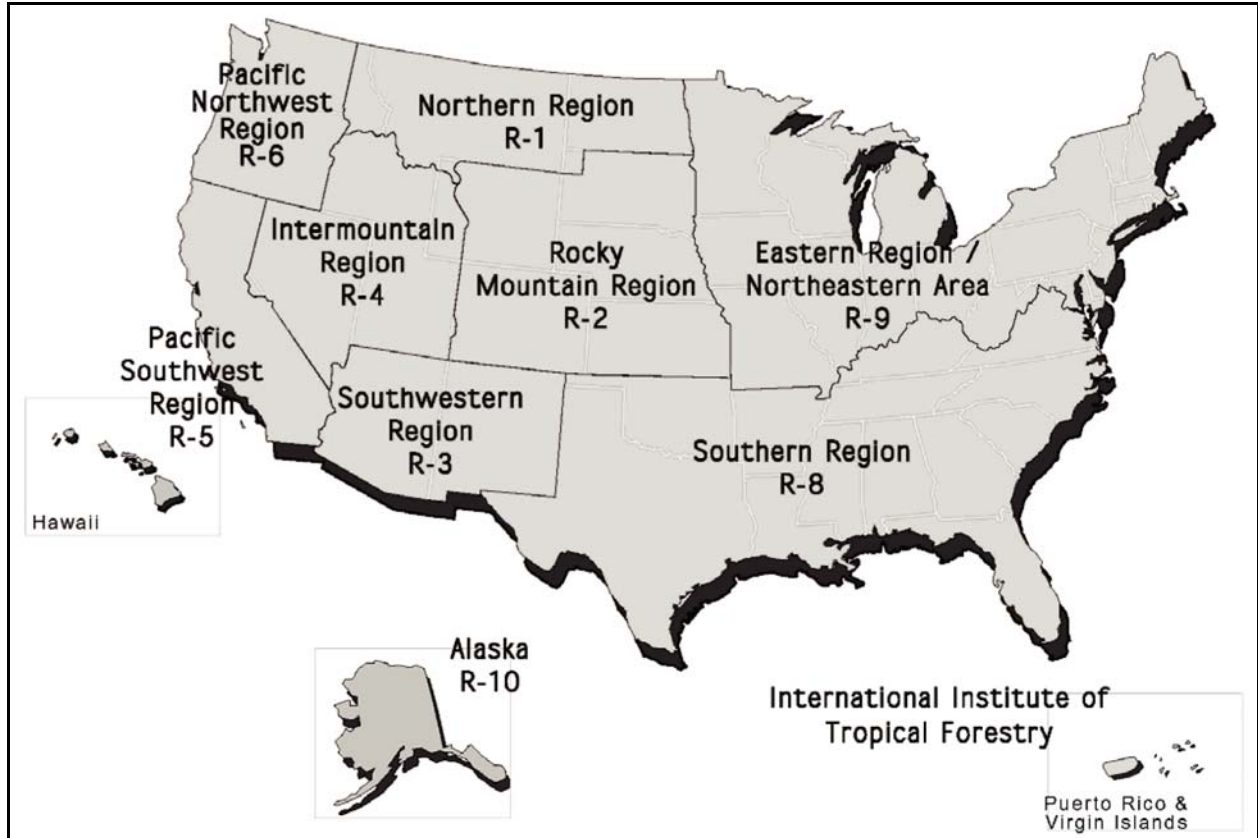 Pacific
Northwest
Region
R-6
Northern Region
R-1
Intermountain
Region
R-4
Rocky
Mountain Region
R-2
Eastern Region /
Northeastern Area
R-9
Pacific
Southwest
Region
R-5
Southwestern
Region
R-3
Southern Region
R-8
Hawaii
Alaska
R-10
International Institute of
Tropical Forestry
Puerto Rico &
Virgin Islands